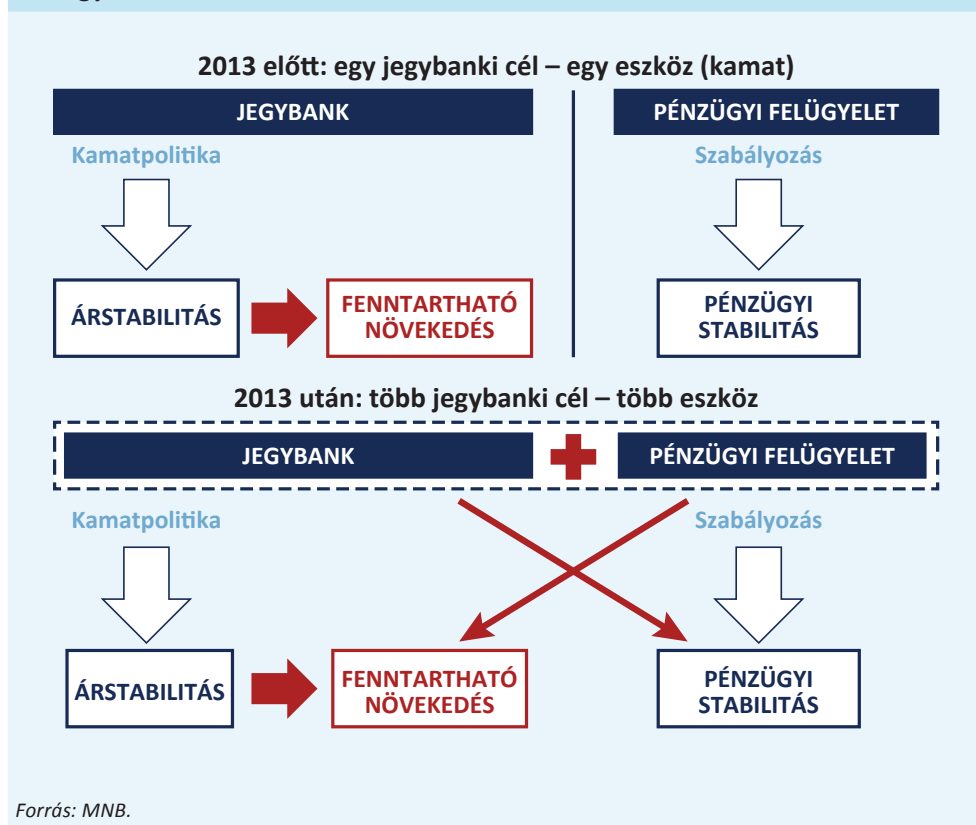 2013 előtt: egy jegybanki cél – egy eszköz (kamat)
JEGYBANK
PÉNZÜGYI FELÜGYELET
Kamatpolitika
Szabályozás
ÁRSTABILITÁS
FENNTARTHATÓ
NÖVEKEDÉS
PÉNZÜGYI
STABILITÁS
2013 után: több jegybanki cél – több eszköz
JEGYBANK
PÉNZÜGYI FELÜGYELET
Kamatpolitika
Szabályozás
ÁRSTABILITÁS
FENNTARTHATÓ
NÖVEKEDÉS
PÉNZÜGYI
STABILITÁS
Forrás: MNB.